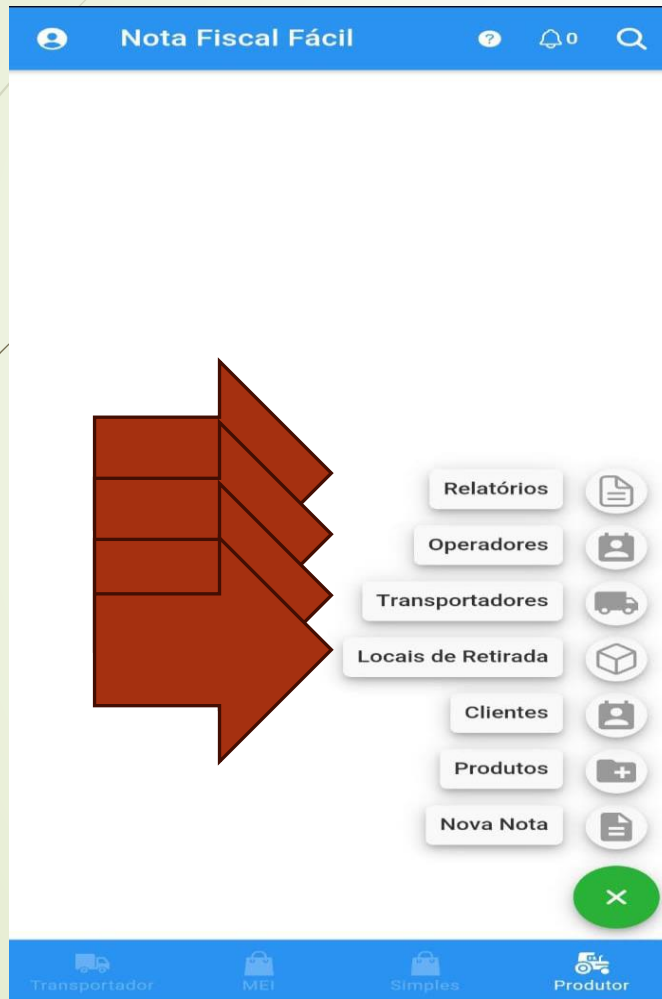 Nota Fiscal Fácil ? 0
Relatórios
Operadores
Transportadores
Locais de Retirada
Clientes
Produtos
Nova Nota
Transportador MEI Simples Produtor